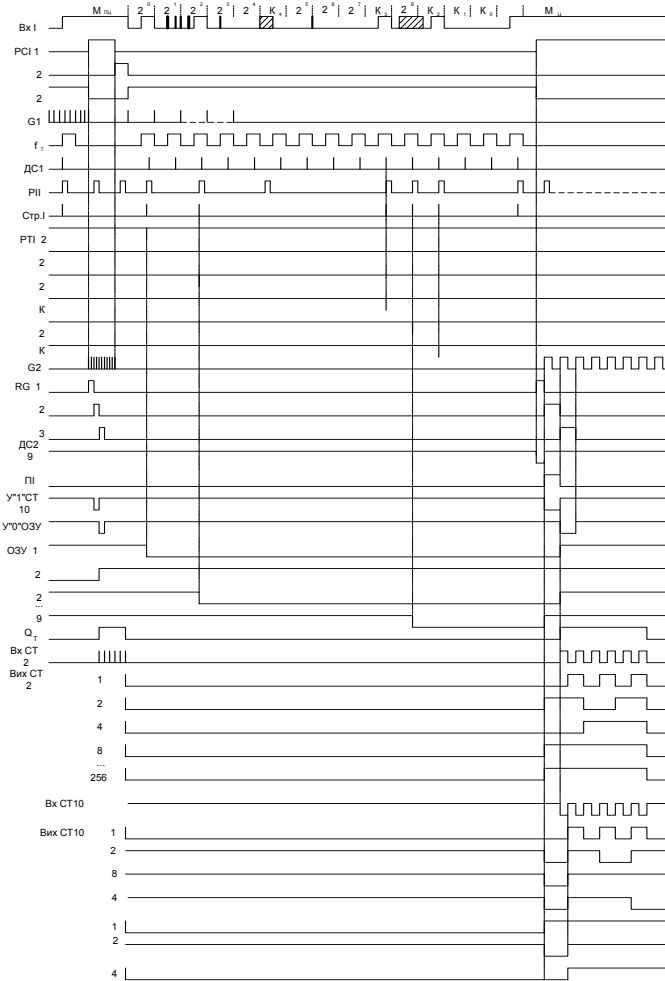 М пц 2⁰ 2¹ 2² 2³ 2⁴ К₄ 2⁵ 2⁶ 2⁷ К₃ 2⁸ К₂ К₁ К₀ М ц
Вх I
РСI 1
2
2
G1
f т
ДС1
РII
Стр.I
РТI 2
2
2
К
2
К
G2
RG 1
2
3
ДС2
9
ПI
У"1"СТ
10
У"0"ОЗУ
ОЗУ 1
2
2
...
9
Q т
Вх СТ
2
Вих СТ
2
1
2
4
8
...
256
Вх СТ10
Вих СТ10 1
2
8
4
1
2
4